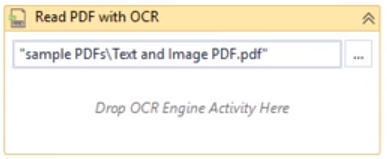 Read PDF with OCR
"sample PDFs\Text and Image PDF.pdf" ...
Drop OCR Engine Activity Here